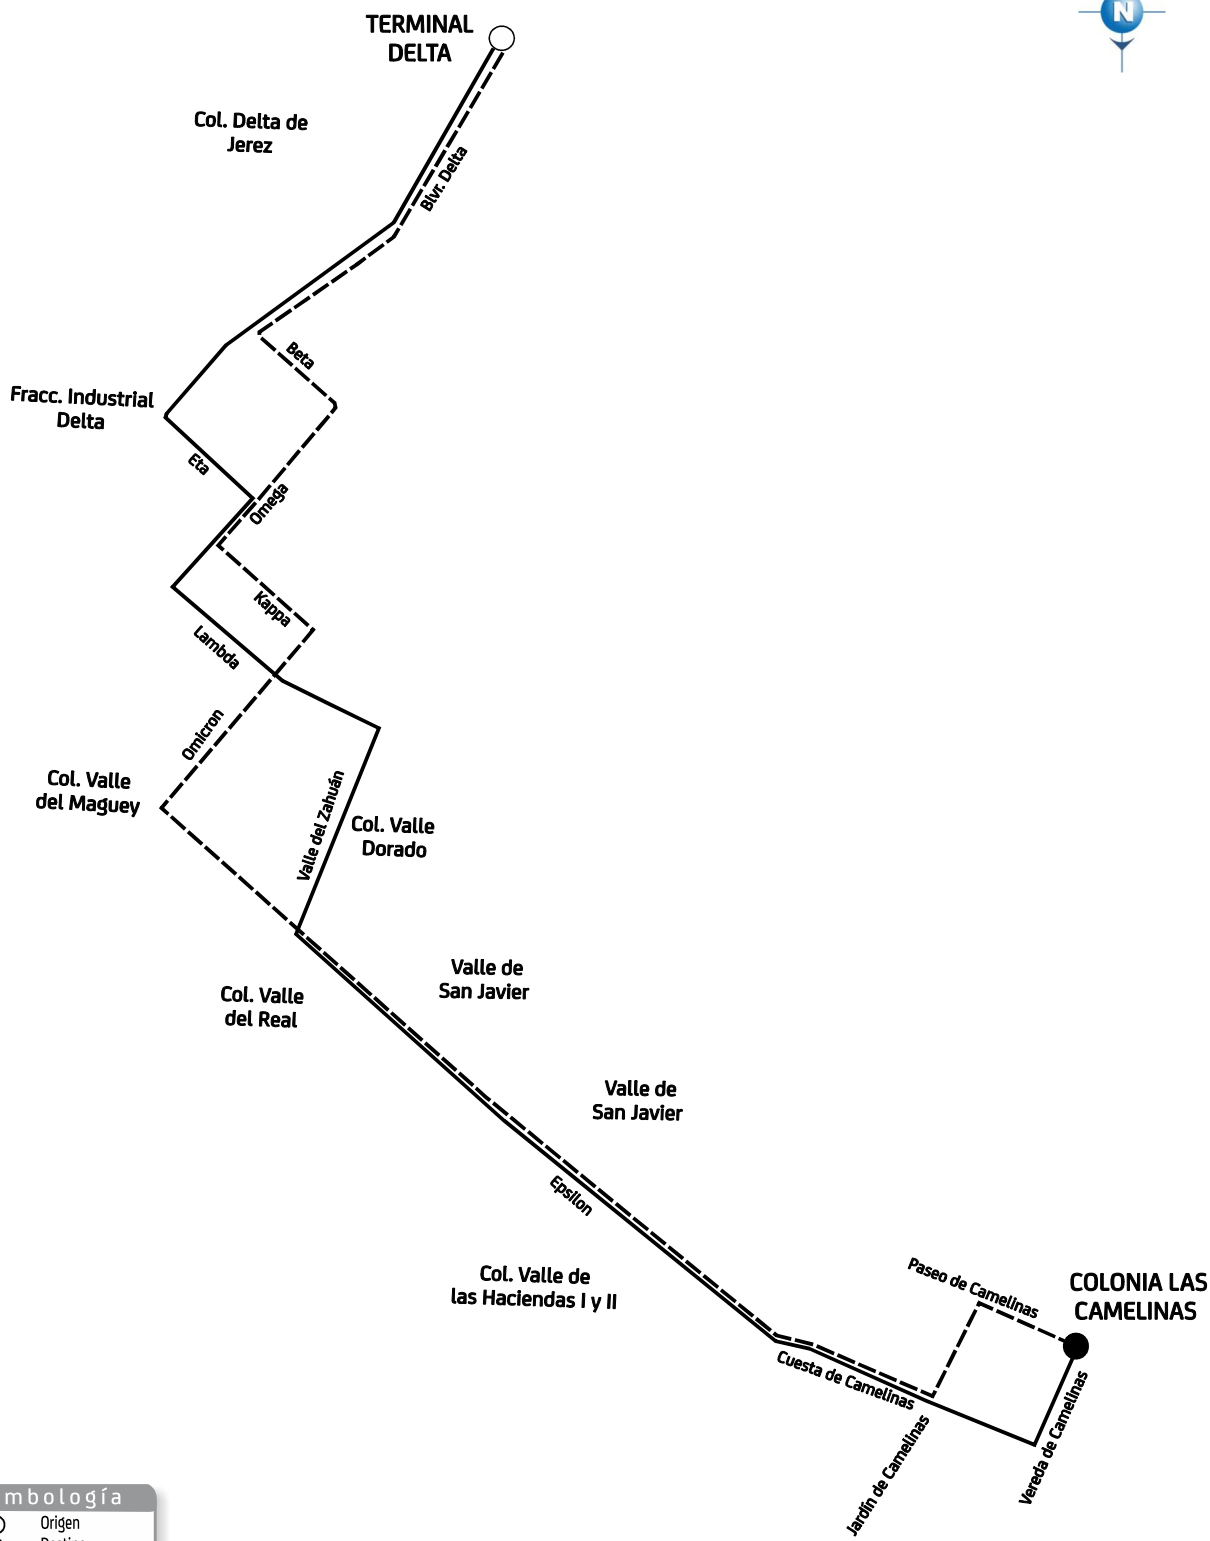 N
TERMINAL
DELTA
Col. Delta de
Jerez
Blvr. Delta
Beta
Fracc. Industrial
Delta
Eta
Omega
Kappa
Lambda
Omicron
Col. Valle
del Maguey
Valle del Zahuán
Col. Valle
Dorado
Valle de
San Javier
Col. Valle
del Real
Valle de
San Javier
Epsilon
Col. Valle de
las Haciendas I y II
Paseo de Camelinas
COLONIA LAS
CAMELINAS
Cuesta de Camelinas
Jardín de Camelinas
Vereda de Camelinas
mbología
Origen